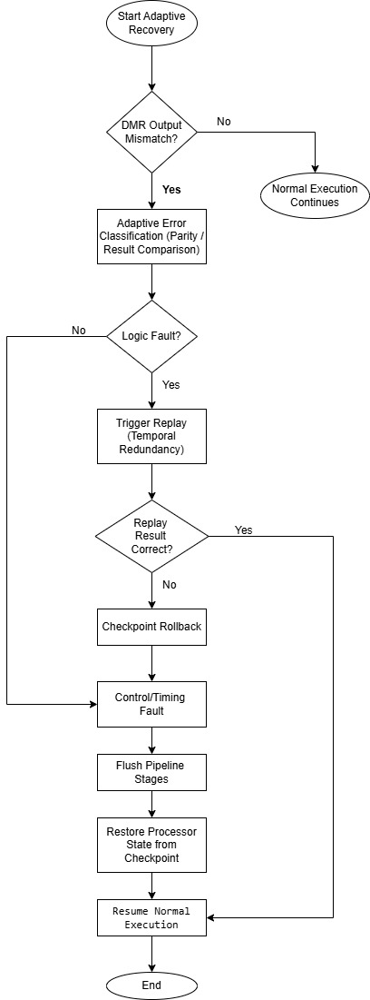 Start Adaptive
Recovery
DMR Output
Mismatch?
No
Yes
Normal Execution
Continues
Adaptive Error
Classification (Parity /
Result Comparison)
No
Logic Fault?
Yes
Trigger Replay
(Temporal
Redundancy)
Replay
Result
Correct?
Yes
No
Checkpoint Rollback
Control/Timing
Fault
Flush Pipeline
Stages
Restore Processor
State from
Checkpoint
Resume Normal
Execution
End